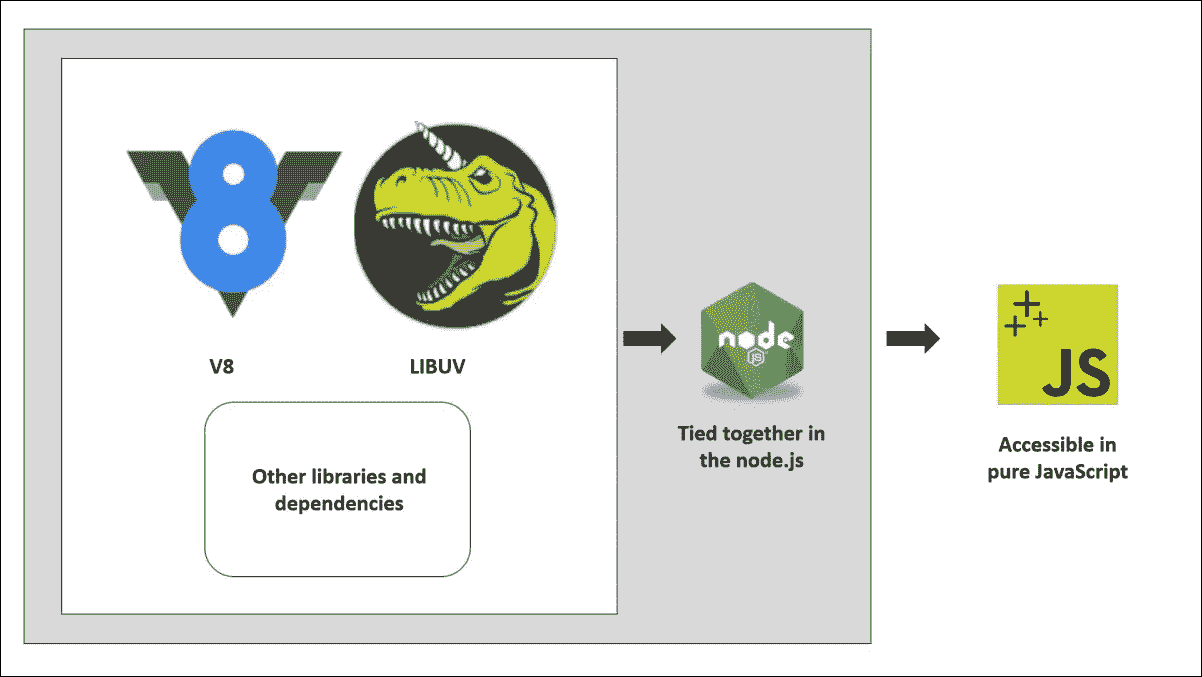 8
V8
LIBUV
Other libraries and
dependencies
node
js
Tied together in
the node.js
JS
Accessible in
pure JavaScript